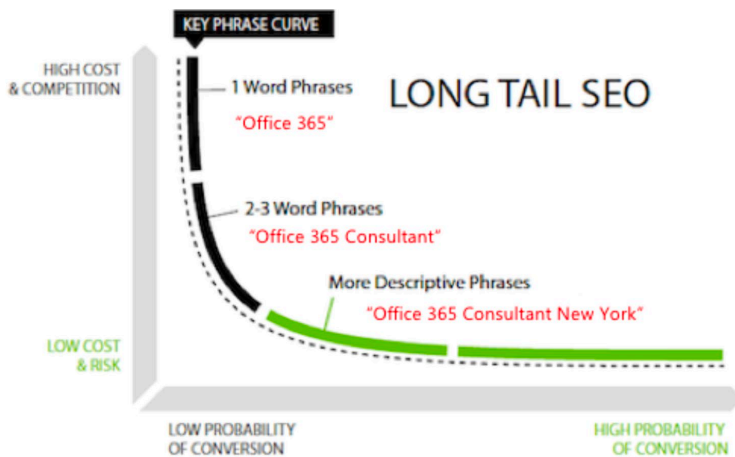 KEY PHRASE CURVE
HIGH COST
& COMPETITION
1 Word Phrases
"Office 365"
LONG TAIL SEO
2-3 Word Phrases
"Office 365 Consultant"
More Descriptive Phrases
"Office 365 Consultant New York"
LOW COST
& RISK
LOW PROBABILITY
OF CONVERSION
HIGH PROBABILITY
OF CONVERSION